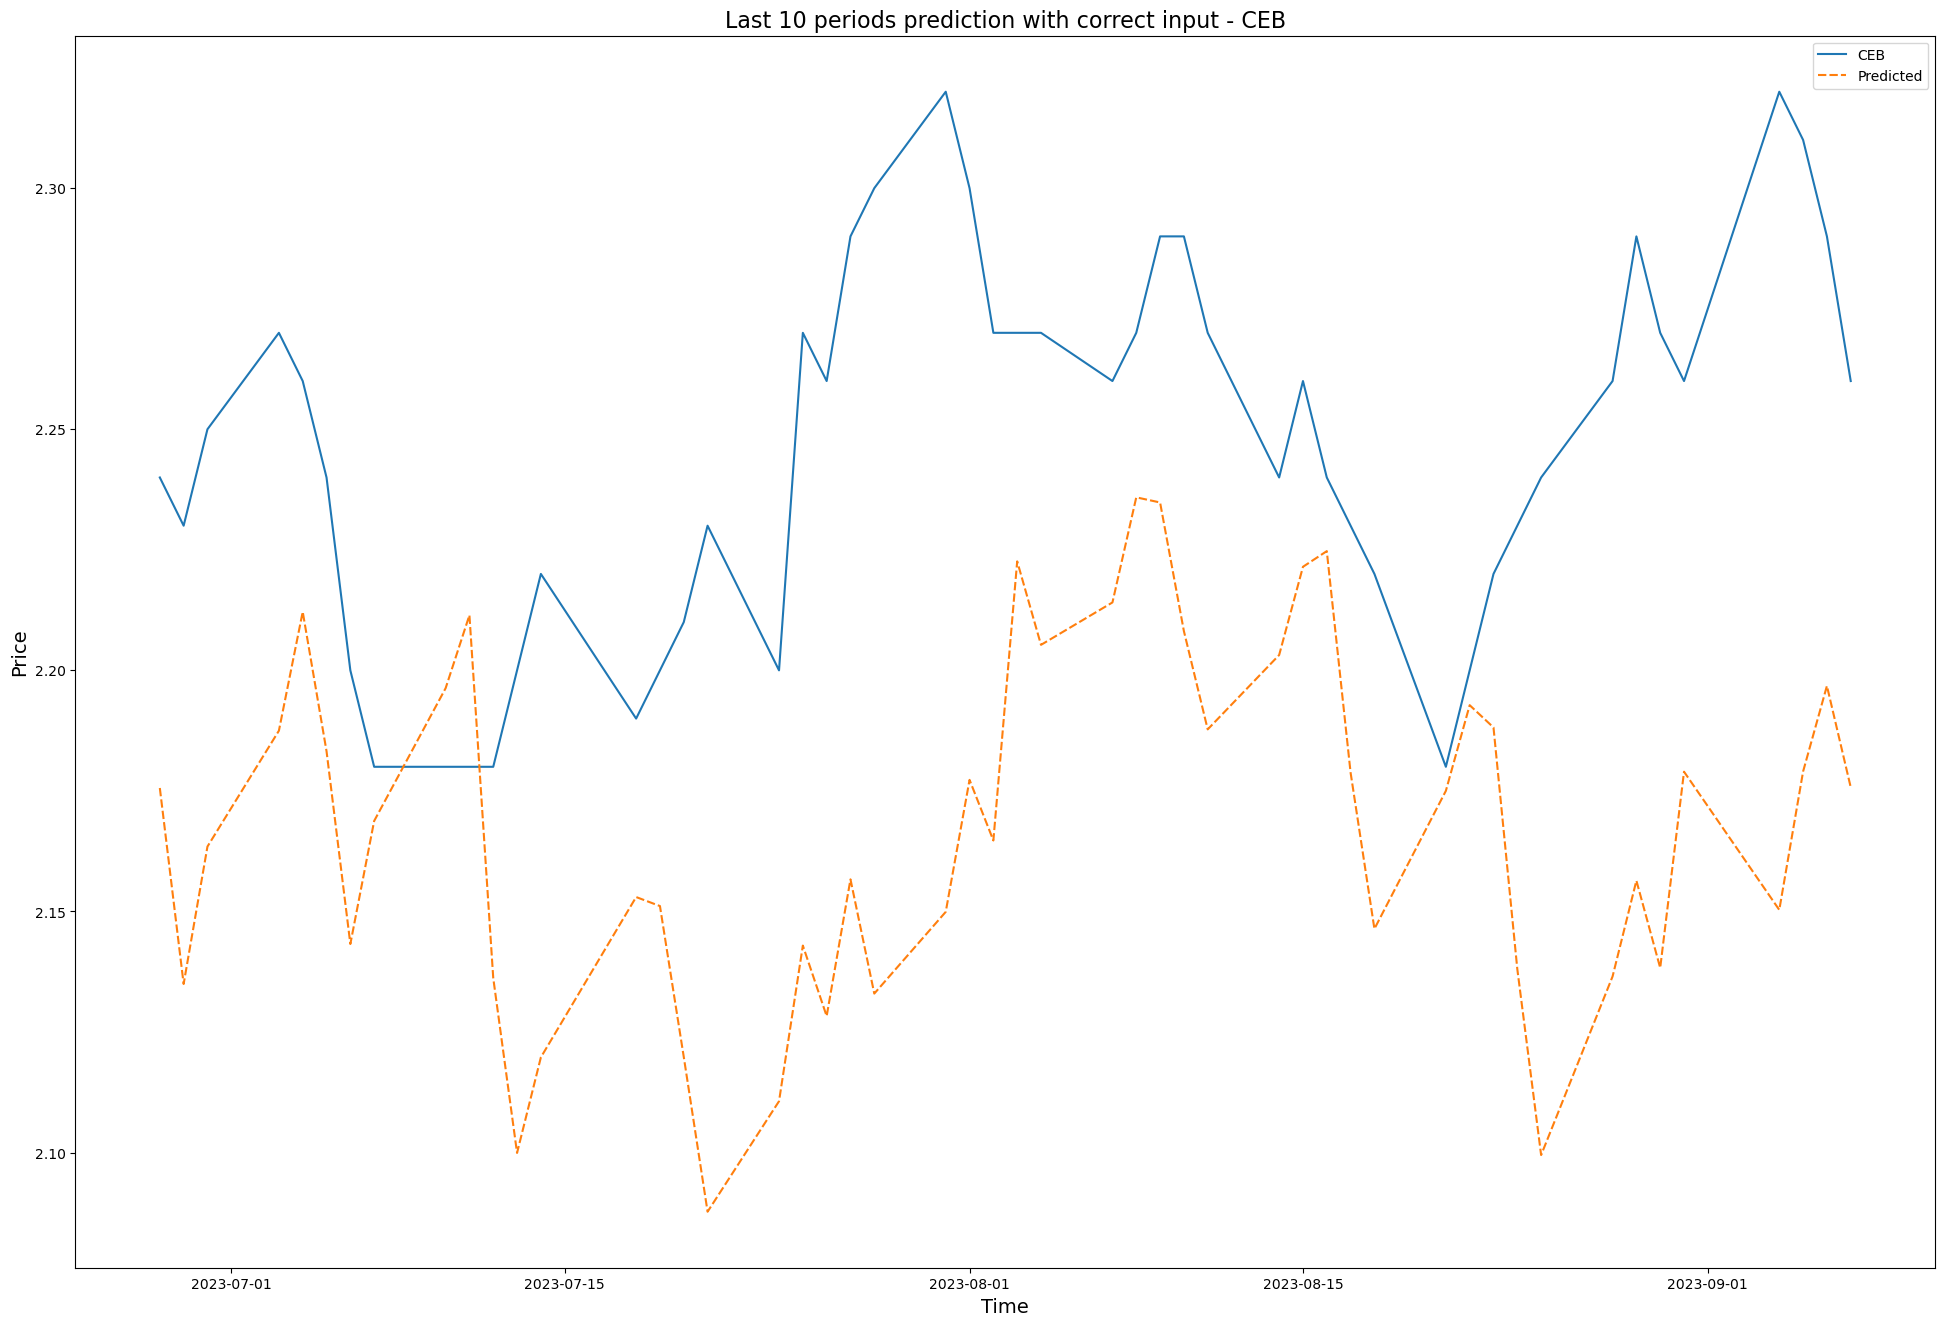 Last 10 periods prediction with correct input - CEB
CEB
Predicted
2.30
2.25
2.20
2.15
2.10
Price
2023-07-01
2023-07-15
2023-08-01
2023-08-15
2023-09-01
Time